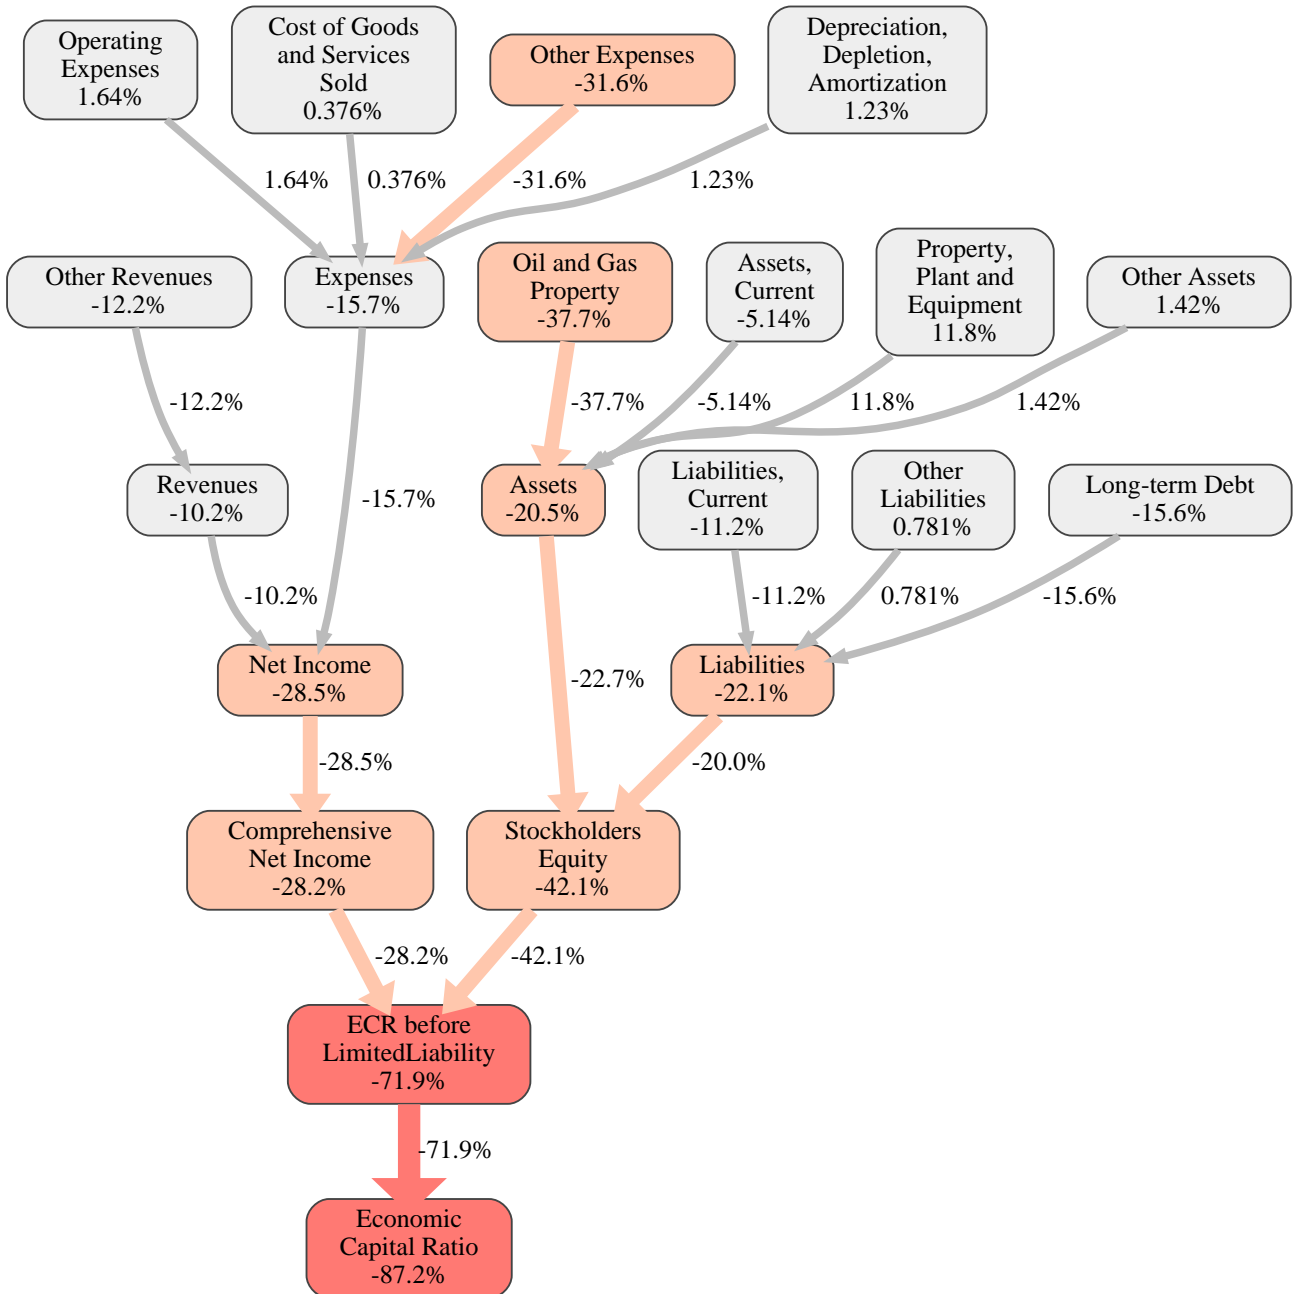 Operating
Expenses
1.64%
Cost of Goods
and Services
Sold
0.376%
Other Expenses
-31.6%
Depreciation,
Depletion,
Amortization
1.23%
1.64%
0.376%
-31.6%
1.23%
Other Revenues
-12.2%
Expenses
-15.7%
Oil and Gas
Property
-37.7%
Assets,
Current
-5.14%
Property,
Plant and
Equipment
11.8%
Other Assets
1.42%
-12.2%
-15.7%
-37.7%
-5.14%
11.8%
1.42%
Revenues
-10.2%
Assets
-20.5%
Liabilities,
Current
-11.2%
Other
Liabilities
0.781%
Long-term Debt
-15.6%
-10.2%
-22.7%
-11.2%
0.781%
-15.6%
Net Income
-28.5%
Liabilities
-22.1%
-28.5%
-20.0%
Comprehensive
Net Income
-28.2%
Stockholders
Equity
-42.1%
-28.2%
-42.1%
ECR before
LimitedLiability
-71.9%
-71.9%
Economic
Capital Ratio
-87.2%